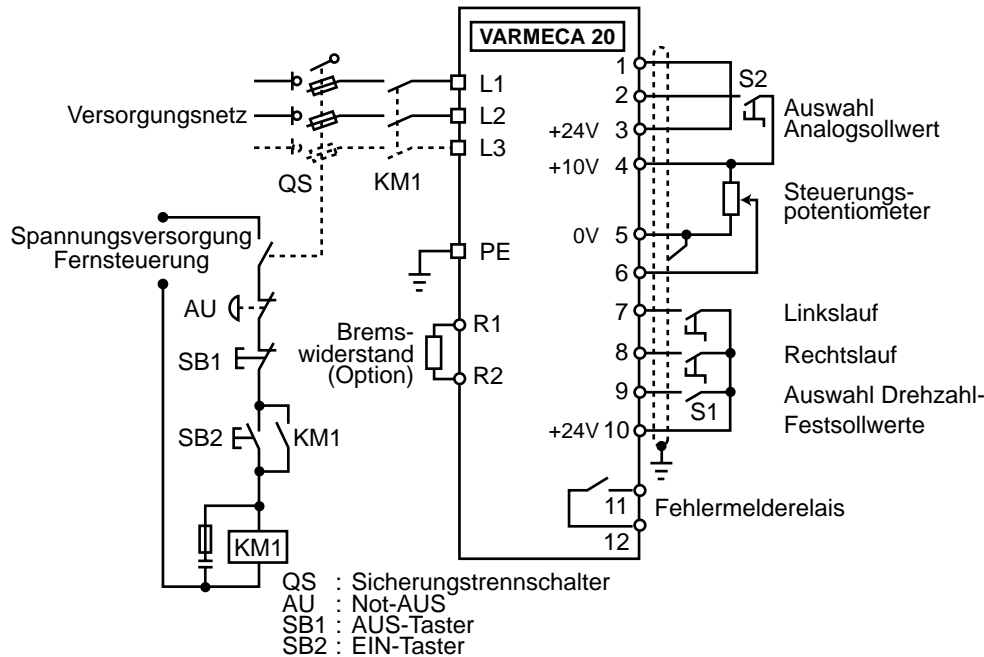 VARMECA 20
Versorgungsnetz
QS
KM1
L1
L2
L3
PE
R1
R2
Spannungsversorgung
Fernsteuerung
AU
SB1
SB2
KM1
KM1
Brems-
widerstand
(Option)
1
2
+24V 3
+10V 4
0V 5
6
7
8
9
+24V 10
11
12
S2
Auswahl
Analogsollwert
Steuerungs-
potentiometer
Linkslauf
Rechtslauf
S1
Auswahl Drehzahl-
Festsollwerte
Fehlermelderelais
QS : Sicherungstrennschalter
AU : Not-AUS
SB1 : AUS-Taster
SB2 : EIN-Taster